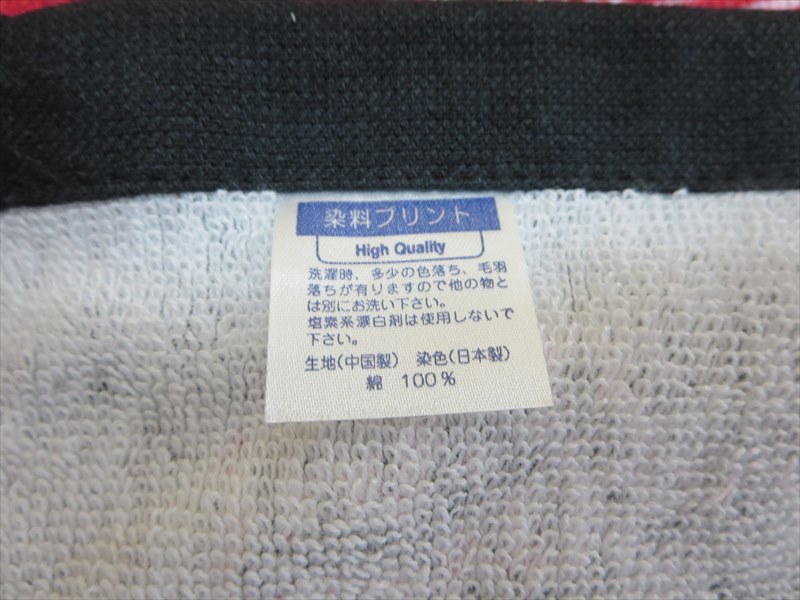 染料プリント
High Quality
洗濯時、多少の色落ち、毛羽
落ちが有りますので他の物と
は別にお洗い下さい。
塩素系漂白剤は使用しないで
下さい。
生地(中国製) 染色(日本製)
綿 100%